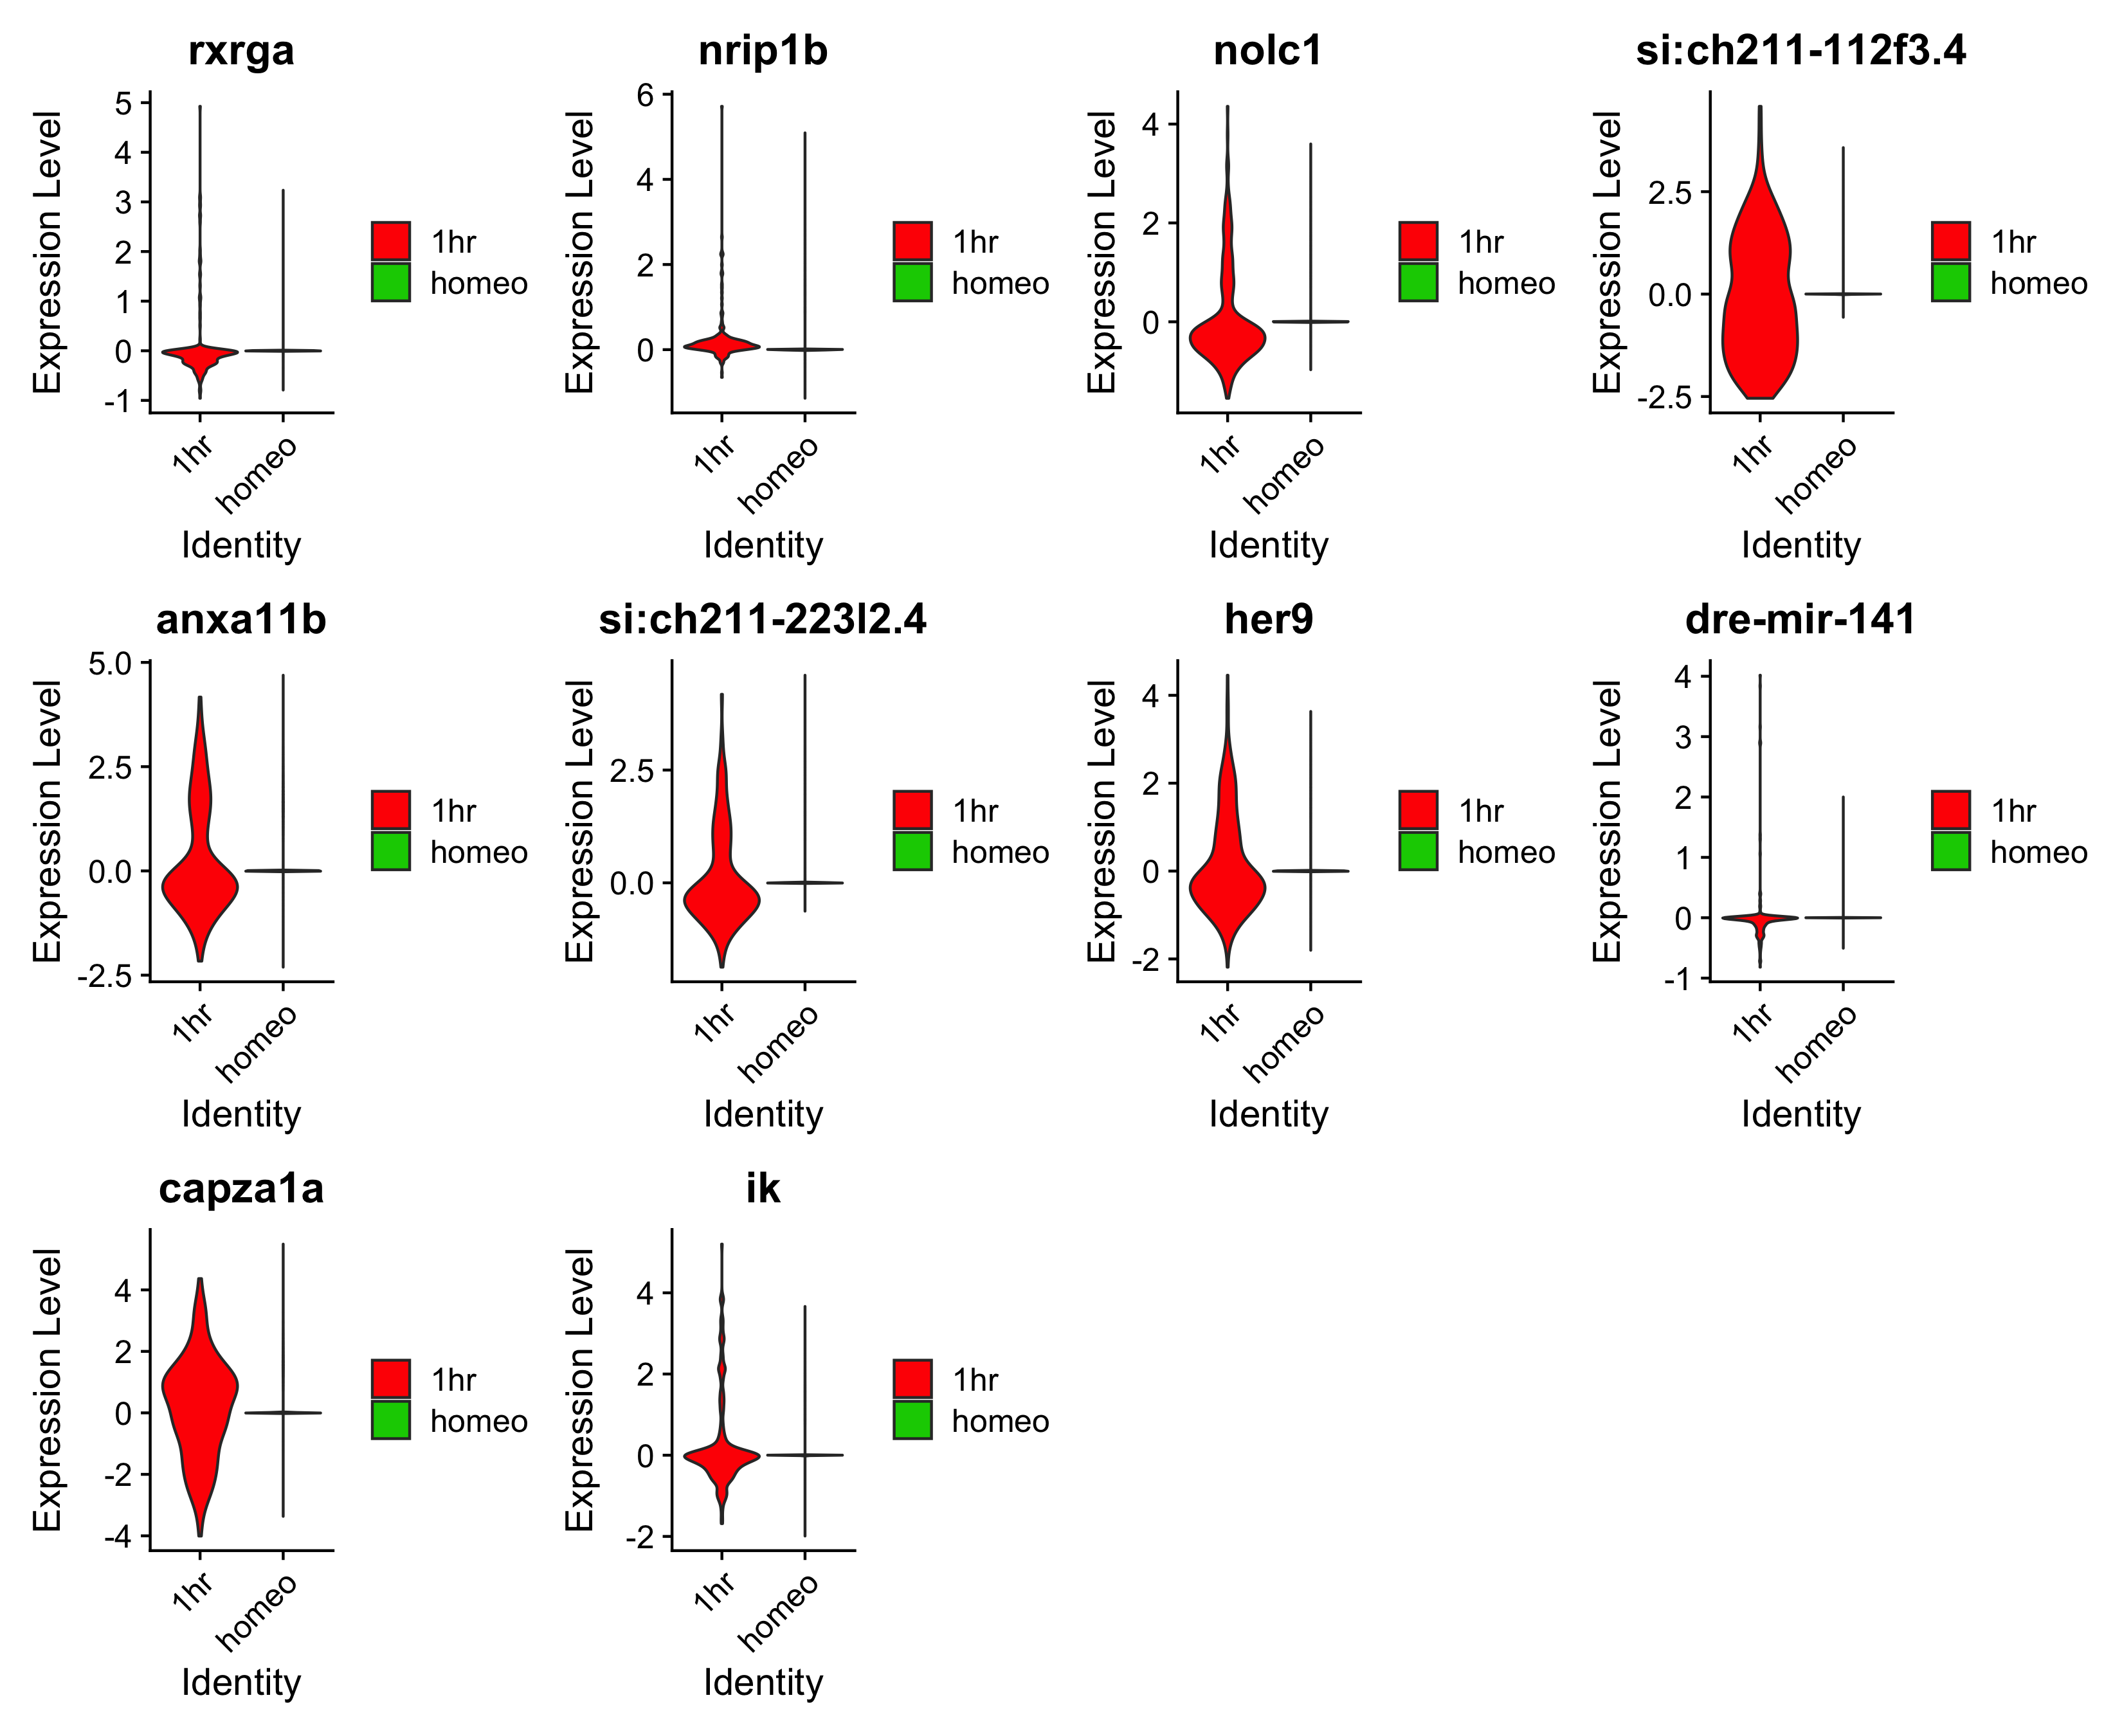 rxrga
Expression Level
5
4
3
2
1
0
-1
1hr
homeo
Identity
1hr
homeo
nrip1b
Expression Level
6
4
2
0
1hr
homeo
Identity
1hr
homeo
nolc1
Expression Level
4
2
0
1hr
homeo
Identity
1hr
homeo
si:ch211-112f3.4
Expression Level
2.5
0.0
-2.5
1hr
homeo
Identity
1hr
homeo
anxa11b
Expression Level
5.0
2.5
0.0
-2.5
1hr
homeo
Identity
1hr
homeo
si:ch211-223l2.4
Expression Level
2.5
0.0
1hr
homeo
Identity
1hr
homeo
her9
Expression Level
4
2
0
-2
1hr
homeo
Identity
1hr
homeo
dre-mir-141
Expression Level
4
3
2
1
0
-1
1hr
homeo
Identity
1hr
homeo
capza1a
Expression Level
4
2
0
-2
-4
1hr
homeo
Identity
1hr
homeo
ik
Expression Level
4
2
0
-2
1hr
homeo
Identity
1hr
homeo